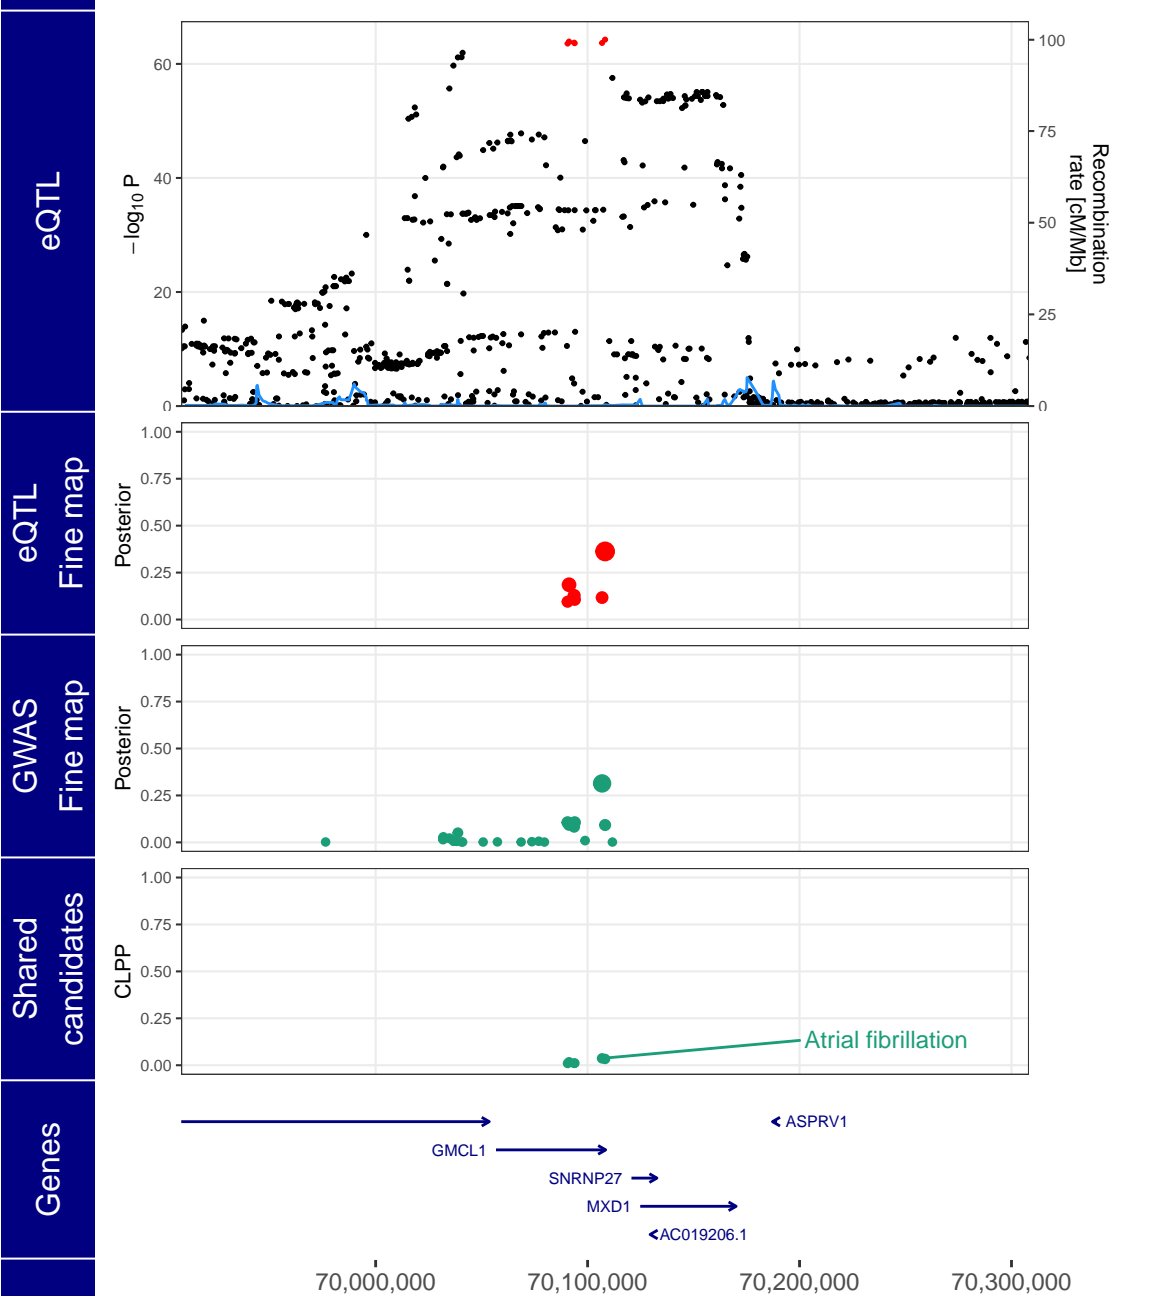 eQTL
− log10 P
60
40
20
0
100
75
50
25
0
Recombination
rate [cM/Mb]
eQTL
Fine map
Posterior
1.00
0.75
0.50
0.25
0.00
GWAS
Fine map
Posterior
1.00
0.75
0.50
0.25
0.00
Shared
candidates
CLPP
1.00
0.75
0.50
0.25
0.00
Atrial fibrillation
Genes
ASPRV1
GMCL1
SNRNP27
MXD1
AC019206.1
70,000,000 70,100,000 70,200,000 70,300,000